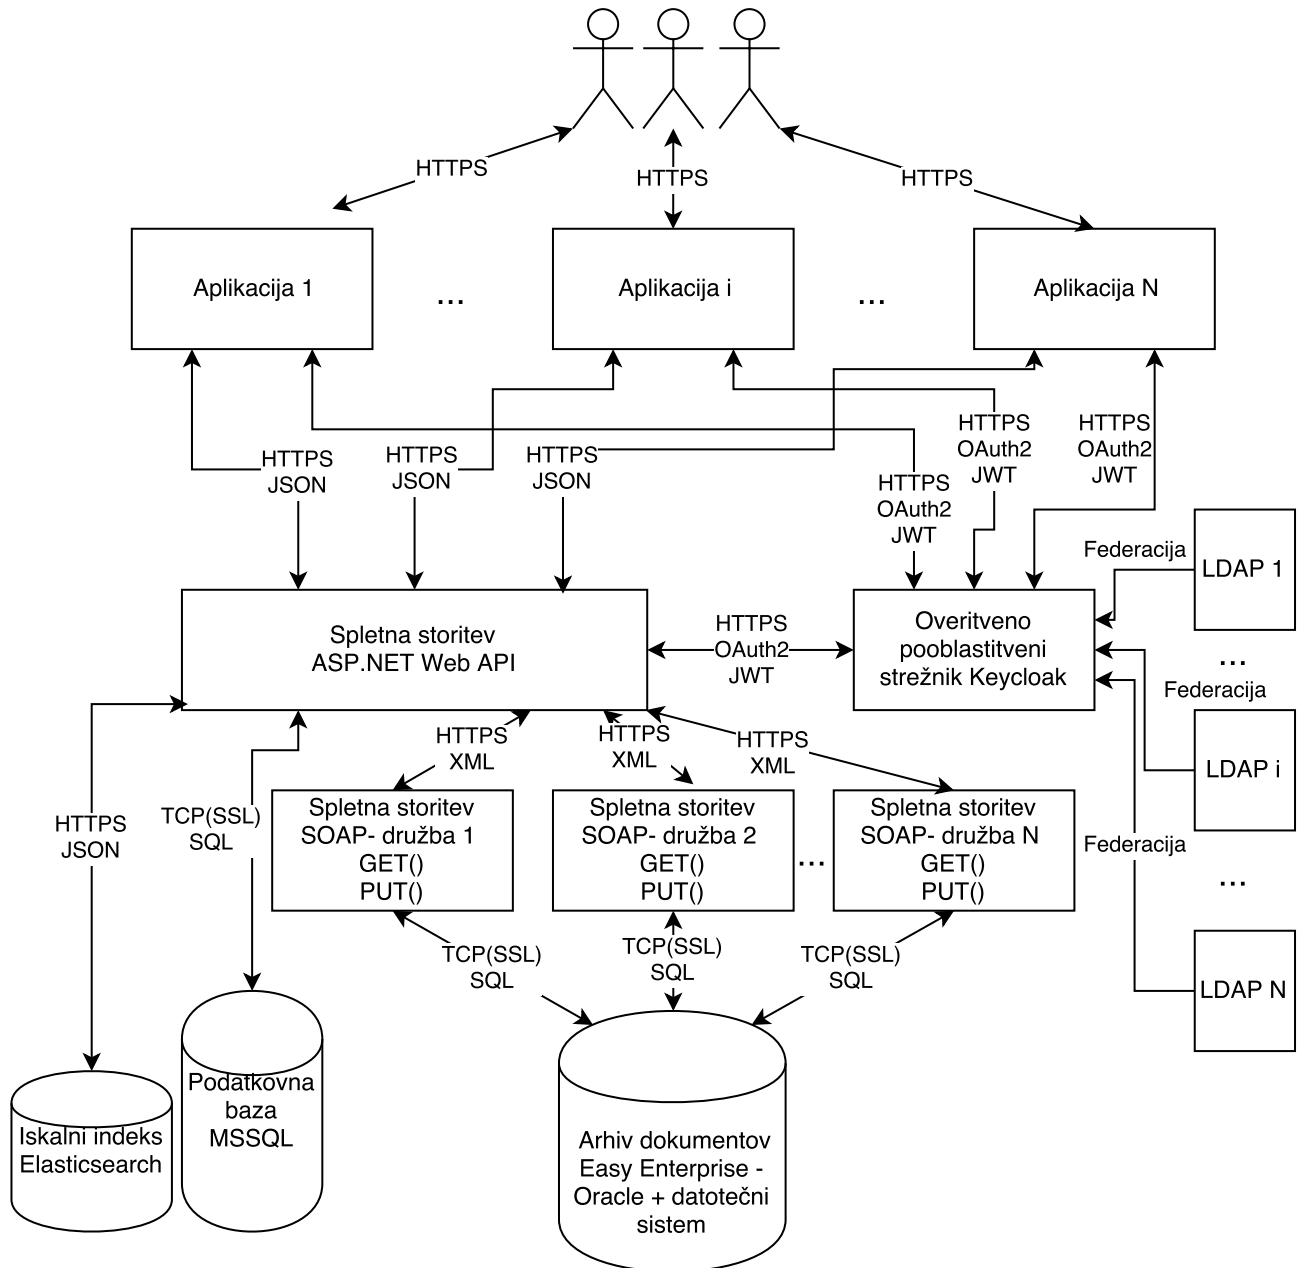 HTTPS
HTTPS
HTTPS
Aplikacija 1
...
Aplikacija i
...
Aplikacija N
HTTPS
JSON
HTTPS
JSON
HTTPS
JSON
HTTPS
OAuth2
JWT
HTTPS
OAuth2
JWT
HTTPS
OAuth2
JWT
Federacija
LDAP 1
Spletna storitev
ASP.NET Web API
HTTPS
OAuth2
JWT
Overitveno
pooblastitveni
strežnik Keycloak
...
Federacija
LDAP i
HTTPS
XML
HTTPS
XML
HTTPS
XML
HTTPS
JSON
TCP(SSL)
SQL
Spletna storitev
SOAP- družba 1
GET()
PUT()
Spletna storitev
SOAP- družba 2
GET()
PUT()
...
Spletna storitev
SOAP- družba N
GET()
PUT()
Federacija
...
TCP(SSL)
SQL
TCP(SSL)
SQL
TCP(SSL)
SQL
LDAP N
Podatkovna
baza
MSSQL
Iskalni indeks
Elasticsearch
Arhiv dokumentov
Easy Enterprise -
Oracle + datotečni
sistem